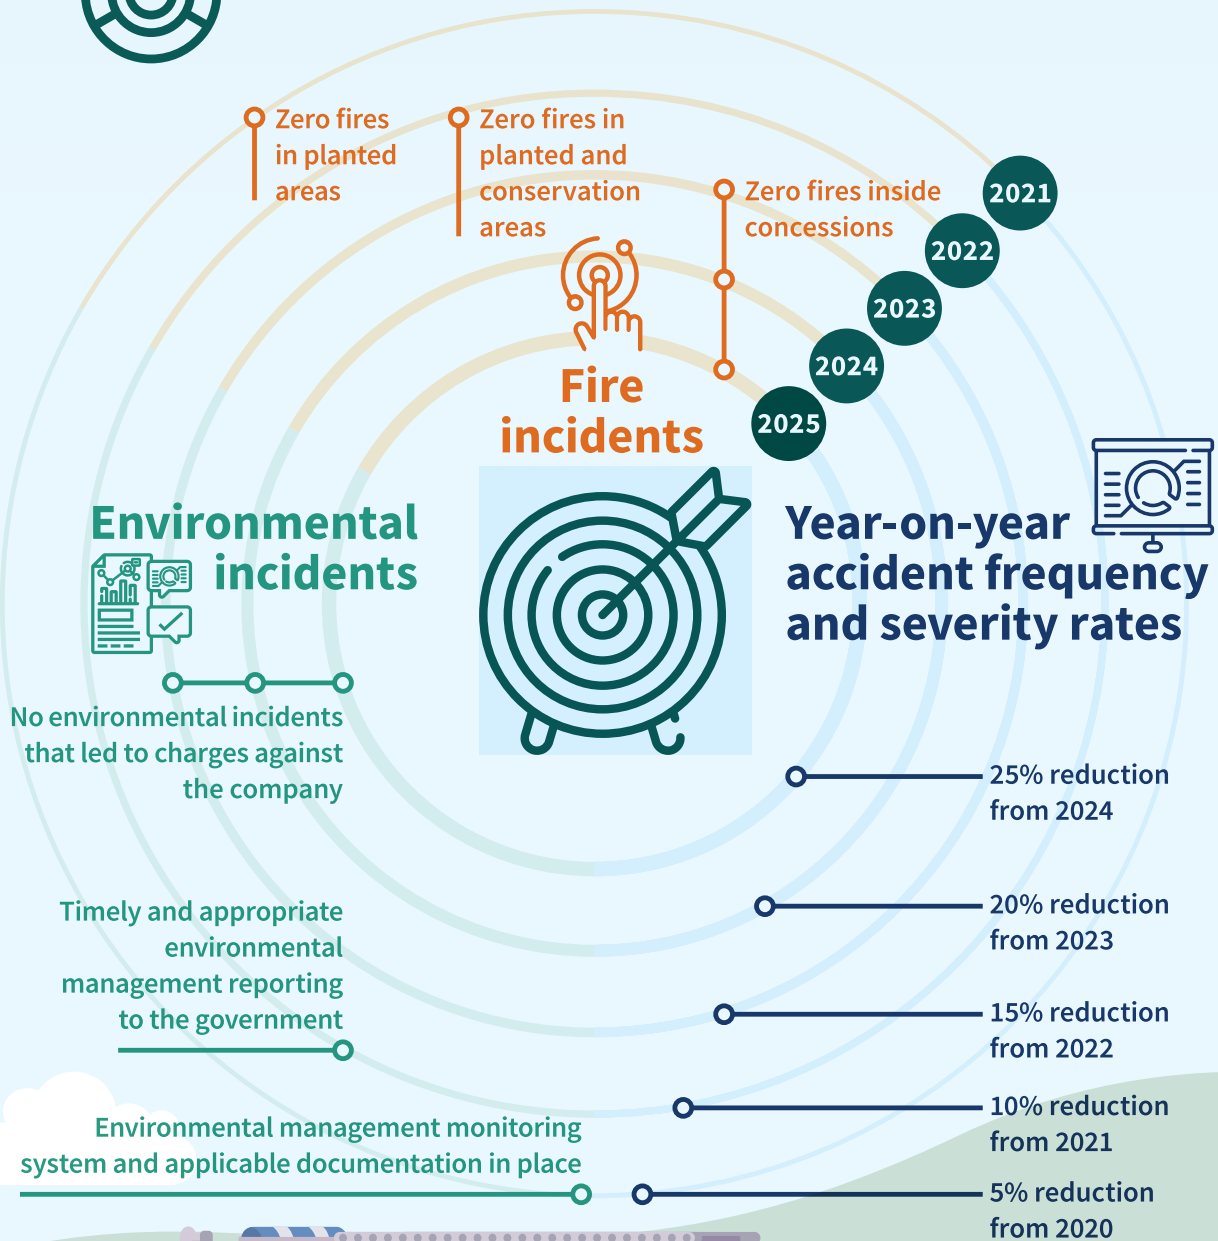 Zero fires
in planted
areas
Zero fires in
planted and
conservation
areas
Zero fires inside
concessions
2021
2022
2023
2024
2025
Fire
incidents
Environmental
incidents
Year-on-year
accident frequency
and severity rates
No environmental incidents
that led to charges against
the company
Timely and appropriate
environmental
management reporting
to the government
Environmental management monitoring
system and applicable documentation in place
25% reduction
from 2024
20% reduction
from 2023
15% reduction
from 2022
10% reduction
from 2021
5% reduction
from 2020